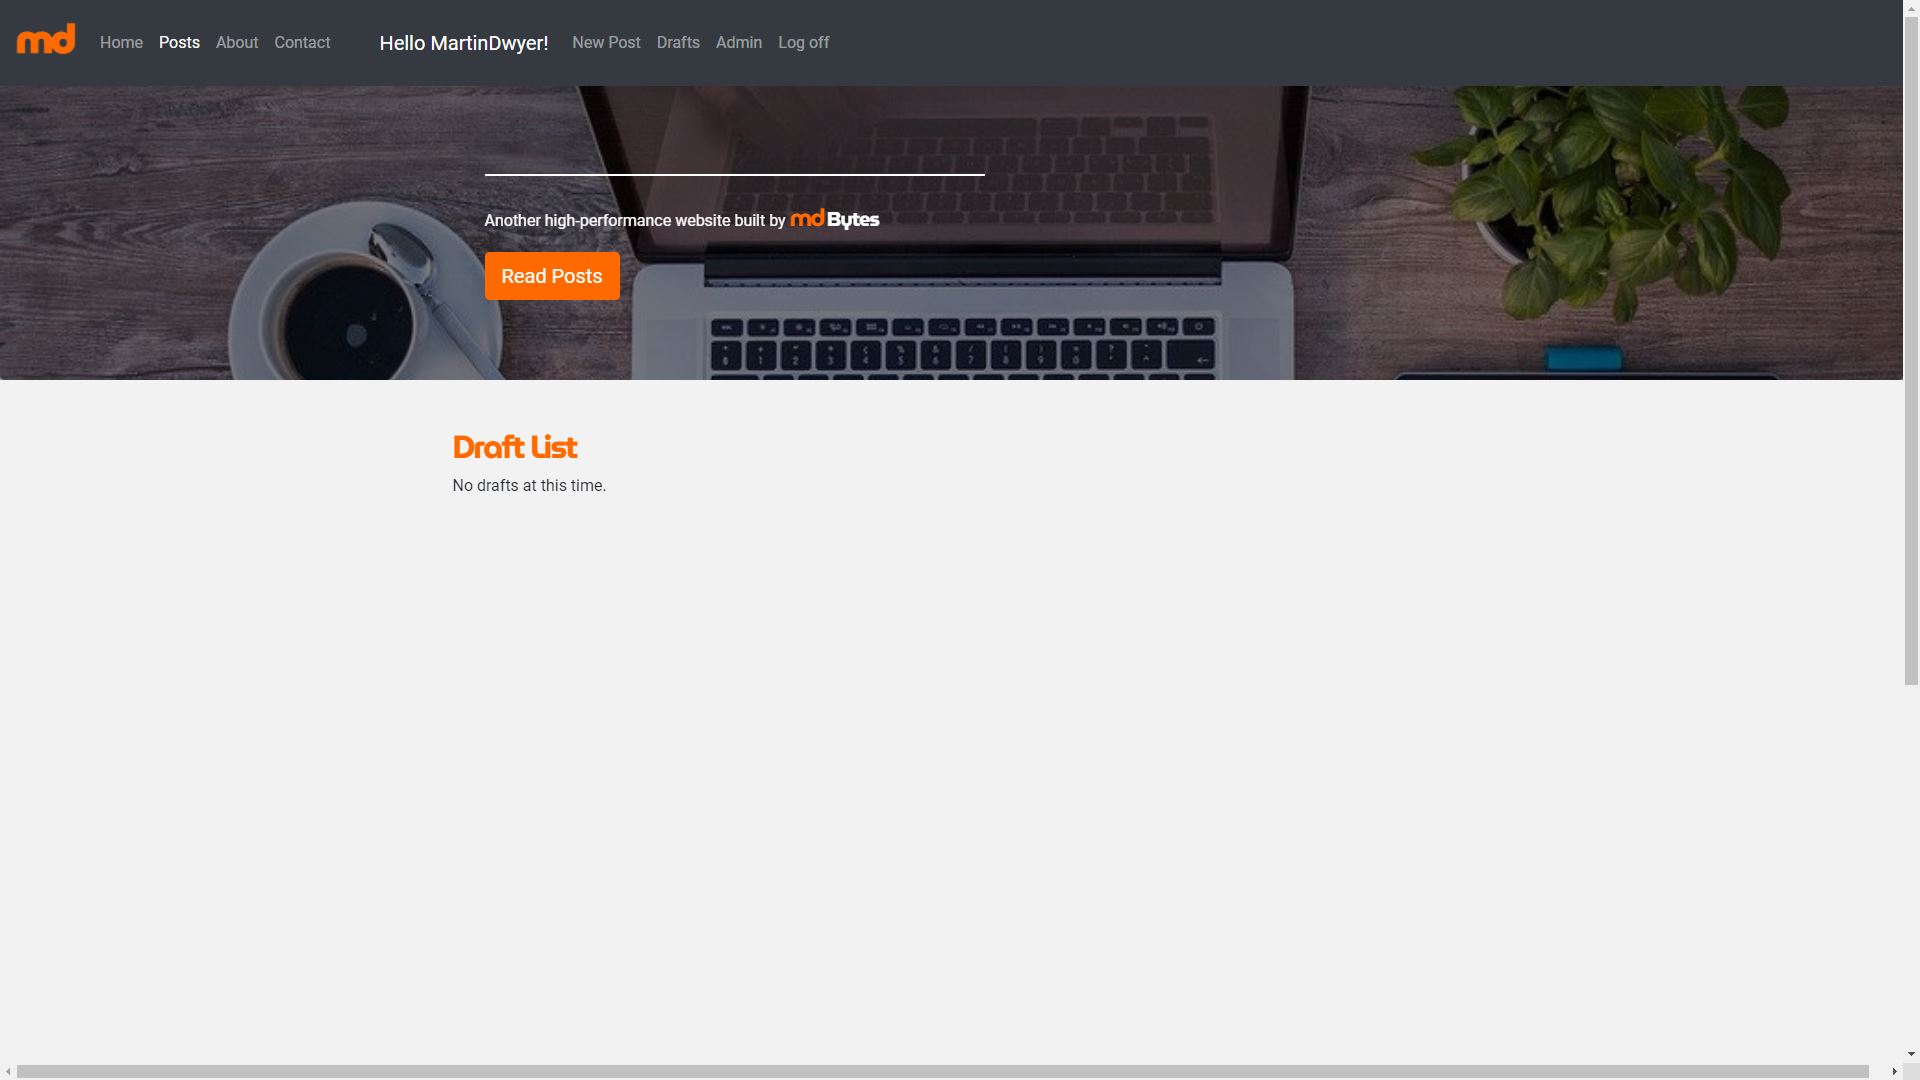 md Home Posts About Contact Hello MartinDwyer! New Post Drafts Admin Log off
Another high-performance website built by md Bytes
Read Posts
Draft List
No drafts at this time.